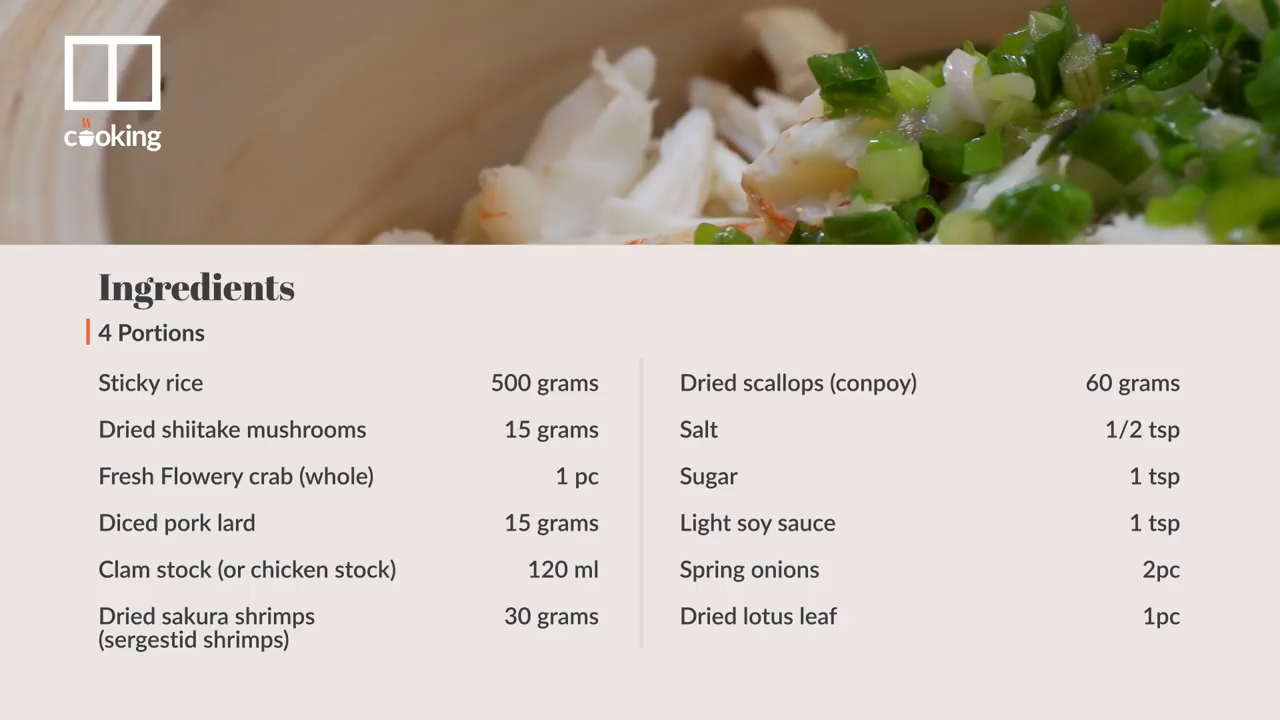 cooking
Ingredients
4 Portions
Sticky rice 500 grams
Dried shiitake mushrooms 15 grams
Fresh Flowery crab (whole) 1 pc
Diced pork lard 15 grams
Clam stock (or chicken stock) 120 ml
Dried sakura shrimps 30 grams
(sergestid shrimps)
Dried scallops (conpoy) 60 grams
Salt 1/2 tsp
Sugar 1 tsp
Light soy sauce 1 tsp
Spring onions 2pc
Dried lotus leaf 1pc